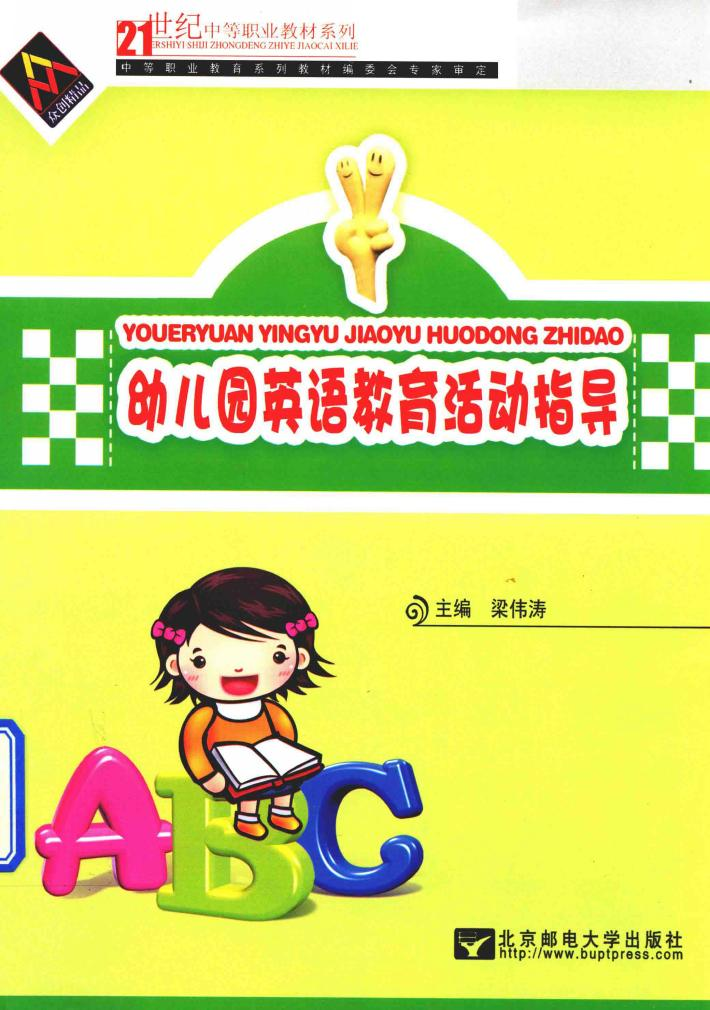 21世纪中等职业教材系列
ERSHIYI SHIJI ZHONGDENG ZHIYE JIAOCAI XILIE
中等职业教育系列教材编委会专家审定
众创精品
YOUERYUAN YINGYU JIAOYU HUODONG ZHIDAO
幼儿园英语教育活动指导
主编 梁伟涛
ABC
北京邮电大学出版社
http://www.buptpress.com